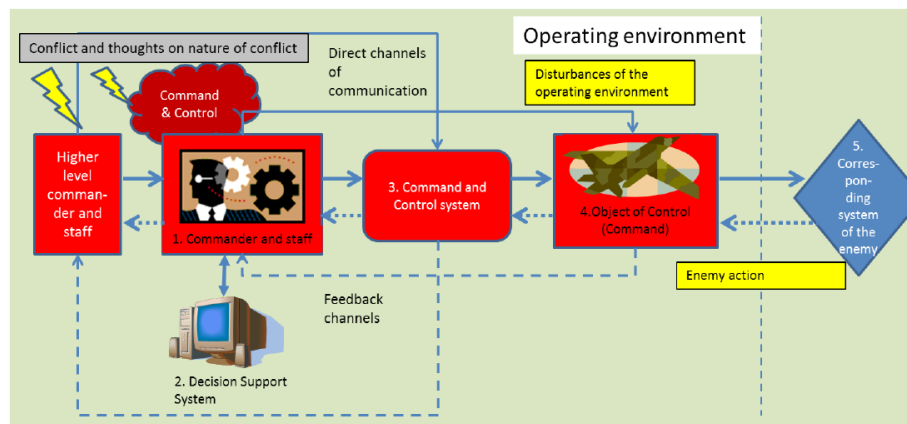 Conflict and thoughts on nature of conflict
Operating environment
Direct channels
of
communication
Disturbances of the
operating environment
Command
& Control
Higher
level
comman-
der and
staff
1. Commander and staff
3. Command and
Control system
4.Object of Control
(Command)
5.
Corres-
pon-
ding
system
of the
enemy
Enemy action
Feedback
channels
2. Decision Support
System